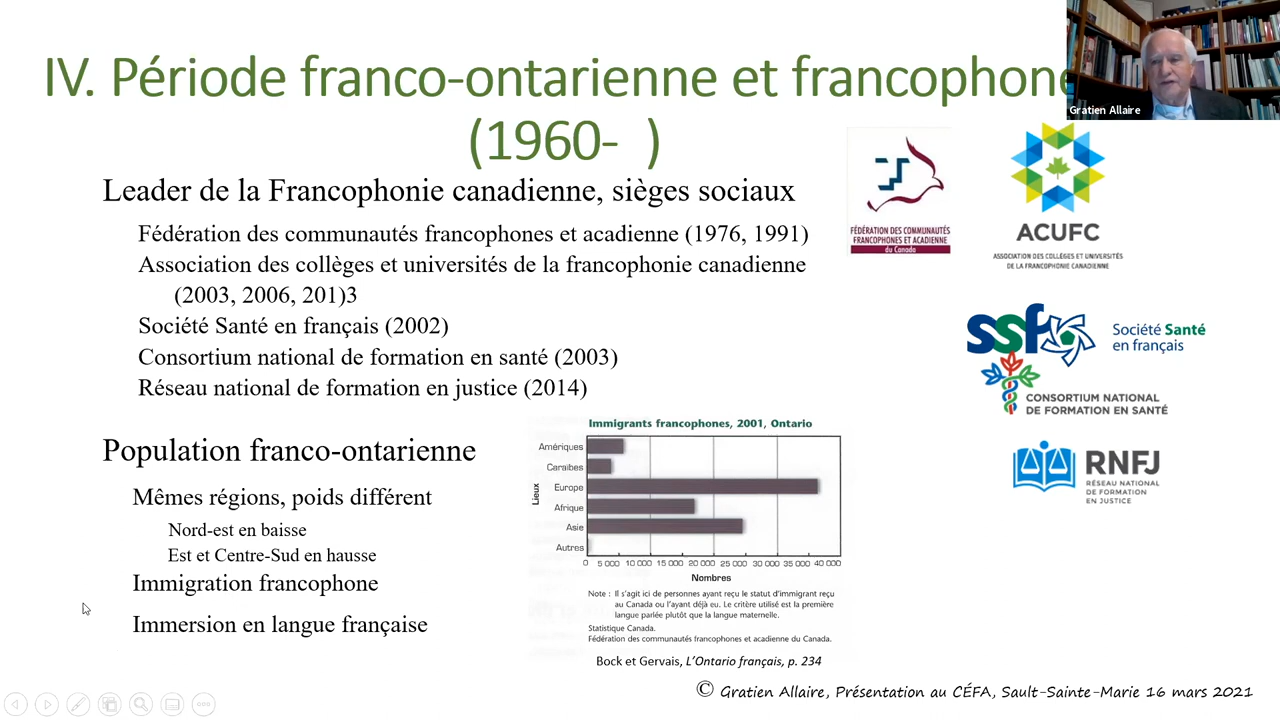 IV. Période franco-ontarienne et francophone
(1960-  )
Gratien Allaire
Leader de la Francophonie canadienne, sièges sociaux
Fédération des communautés francophones et acadienne (1976, 1991)
Association des collèges et universités de la francophonie canadienne
(2003, 2006, 201)3
Société Santé en français (2002)
Consortium national de formation en santé (2003)
Réseau national de formation en justice (2014)
FÉDÉRATION DES COMMUNAUTÉS
FRANCOPHONES ET ACADIENNE
du Canada
ACUFC
ASSOCIATION DES COLLÈGES ET UNIVERSITÉS
DE LA FRANCOPHONIE CANADIENNE
ssf
Société Santé
en français
CONSORTIUM NATIONAL
DE FORMATION EN SANTÉ
RNFJ
RÉSEAU NATIONAL
DE FORMATION
EN JUSTICE
Population franco-ontarienne
Mêmes régions, poids différent
Nord-est en baisse
Est et Centre-Sud en hausse
Immigration francophone
Immersion en langue française
Immigrants francophones, 2001, Ontario
Lieux
Amériques
Caraïbes
Europe
Afrique
Asie
Autres
0 5 000 10 000 15 000 20 000 25 000 30 000 35 000 40 000
Nombres
Note : Il s'agit ici de personnes ayant reçu le statut d'immigrant reçu
au Canada ou l'ayant déjà eu. Le critère utilisé est la première
langue parlée plutôt que la langue maternelle.
Statistique Canada.
Fédération des communautés francophones et acadienne du Canada.
Bock et Gervais, L'Ontario français, p. 234
© Gratien Allaire, Présentation au CÉFA, Sault-Sainte-Marie 16 mars 2021